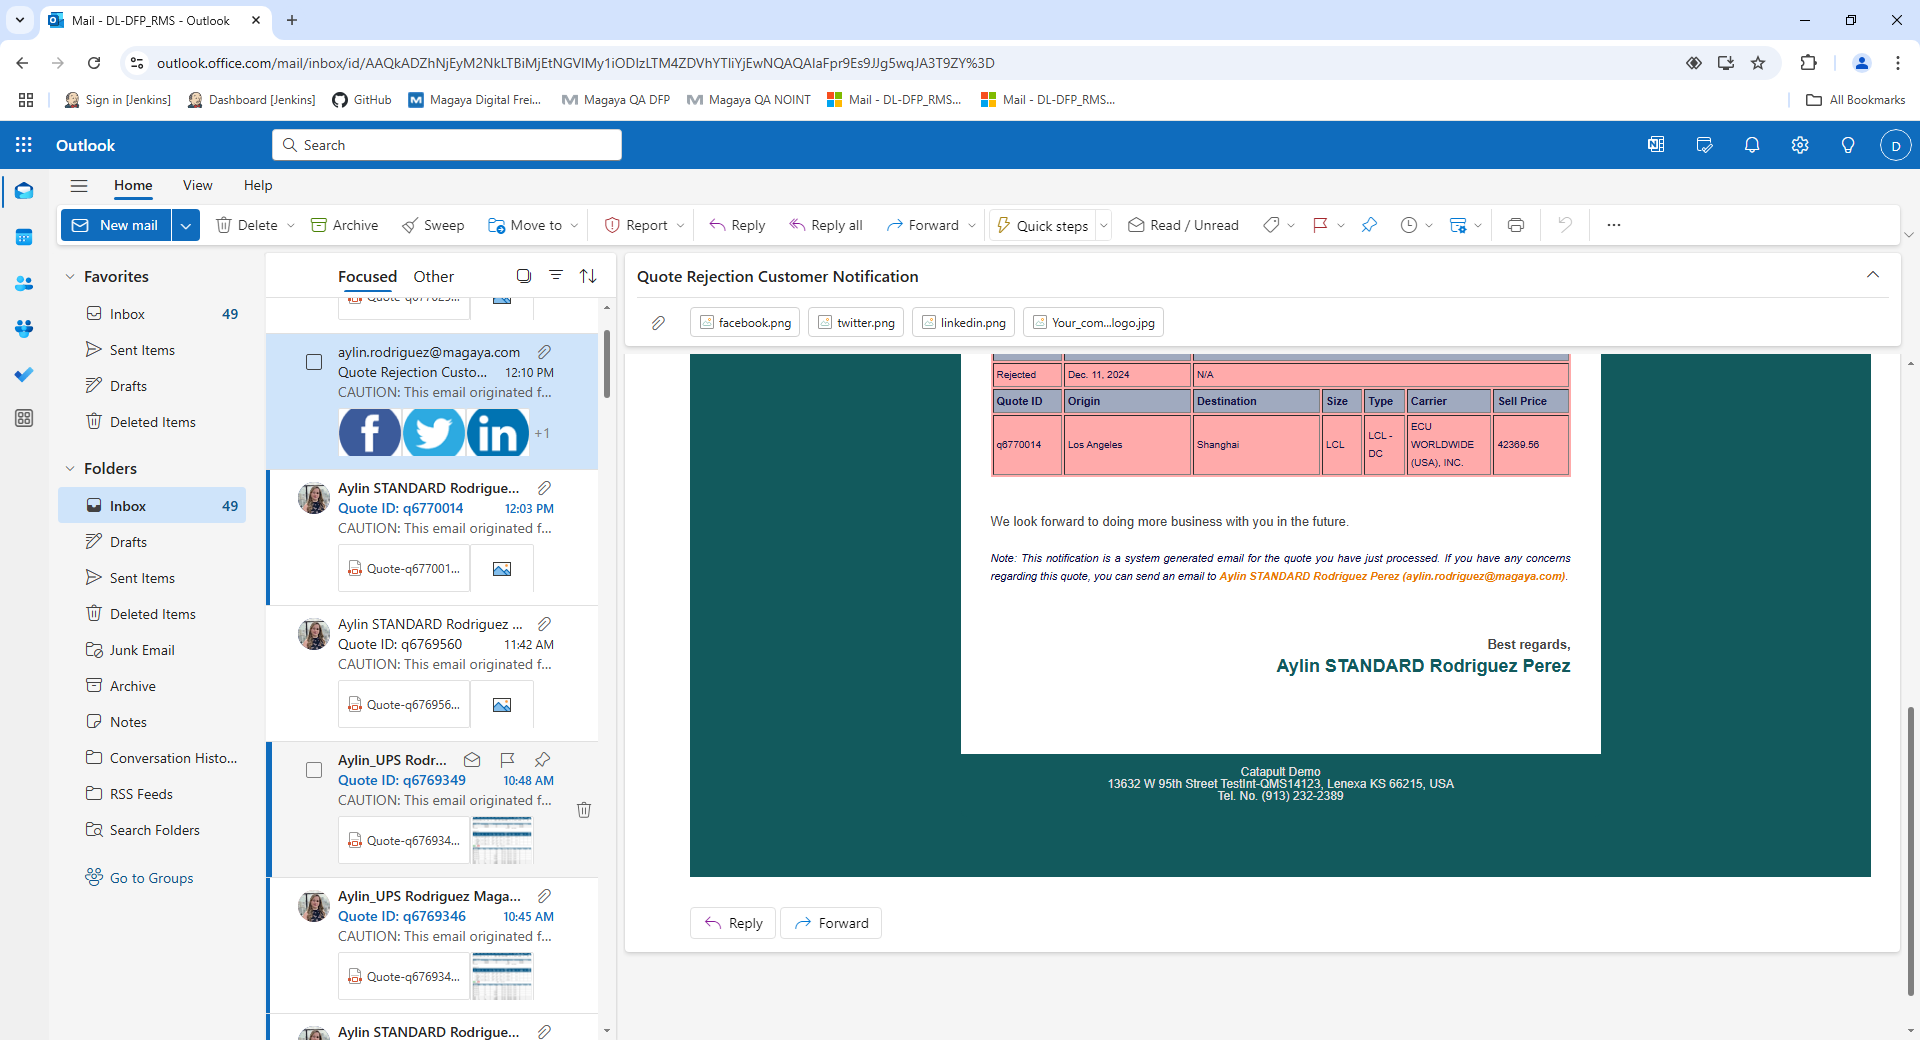 Mail - DL-DFP_RMS - Outlook
outlook.office.com/mail/inbox/id/AAQkADZhNjEyM2NkLTBiMjEtNGVlMy1iODIzLTM4ZDVhYTliYjEwNQAQAIaFpr9Es9JJg5wqJA3T9ZY%3D
Sign in [Jenkins]
Dashboard [Jenkins]
GitHub
Magaya Digital Frei...
Magaya QA DFP
Magaya QA NOINT
Mail - DL-DFP_RMS...
Mail - DL-DFP_RMS...
All Bookmarks
Outlook
Search
D
Home View Help
New mail
Delete
Archive
Sweep
Move to
Report
Reply
Reply all
Forward
Quick steps
Read / Unread
Favorites
Inbox 49
Sent Items
Drafts
Deleted Items
Folders
Inbox 49
Drafts
Sent Items
Deleted Items
Junk Email
Archive
Notes
Conversation Histo...
RSS Feeds
Search Folders
Go to Groups
Focused Other
aylin.rodriguez@magaya.com
Quote Rejection Custo... 12:10 PM
CAUTION: This email originated f...
+1
Aylin STANDARD Rodrigue...
Quote ID: q6770014 12:03 PM
CAUTION: This email originated f...
Quote-q677001...
Aylin STANDARD Rodriguez ...
Quote ID: q6769560 11:42 AM
CAUTION: This email originated f...
Quote-q676956...
Aylin_UPS Rodr...
Quote ID: q6769349 10:48 AM
CAUTION: This email originated f...
Quote-q676934...
Aylin_UPS Rodriguez Maga...
Quote ID: q6769346 10:45 AM
CAUTION: This email originated f...
Quote-q676934...
Aylin STANDARD Rodrigue...
Quote Rejection Customer Notification
facebook.png
twitter.png
linkedin.png
Your_com...logo.jpg
Rejected Dec. 11, 2024 N/A
Quote ID Origin Destination Size Type Carrier Sell Price
q6770014 Los Angeles Shanghai LCL LCL - DC ECU WORLDWIDE (USA), INC. 42369.56
We look forward to doing more business with you in the future.
Note: This notification is a system generated email for the quote you have just processed. If you have any concerns
regarding this quote, you can send an email to Aylin STANDARD Rodriguez Perez (aylin.rodriguez@magaya.com).
Best regards,
Aylin STANDARD Rodriguez Perez
Catapult Demo
13632 W 95th Street TestInt-QMS14123, Lenexa KS 66215, USA
Tel. No. (913) 232-2389
Reply
Forward